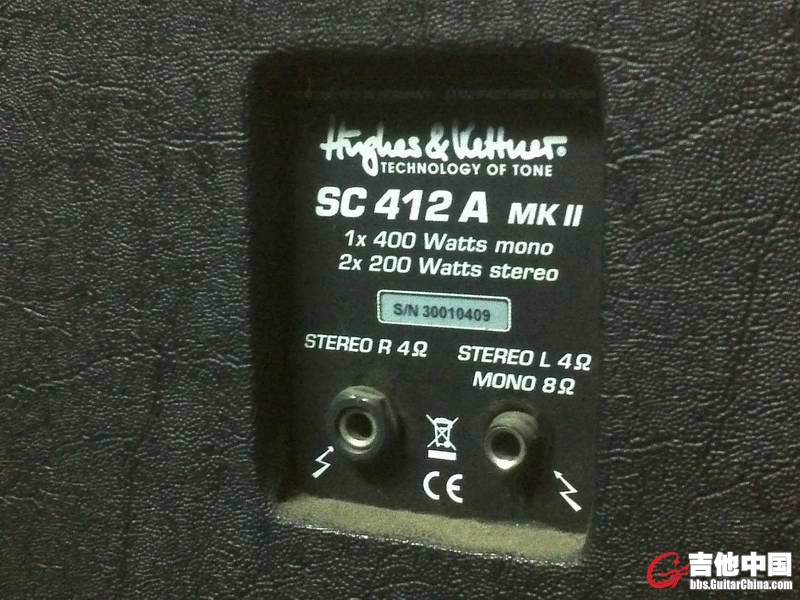 Hughes & Kettner®
TECHNOLOGY OF TONE
SC 412 A MK II
1x 400 Watts mono
2x 200 Watts stereo
S/N 30010409
STEREO R 4Ω
STEREO L 4Ω
MONO 8Ω
CE
吉他中国
bbs.GuitarChina.com